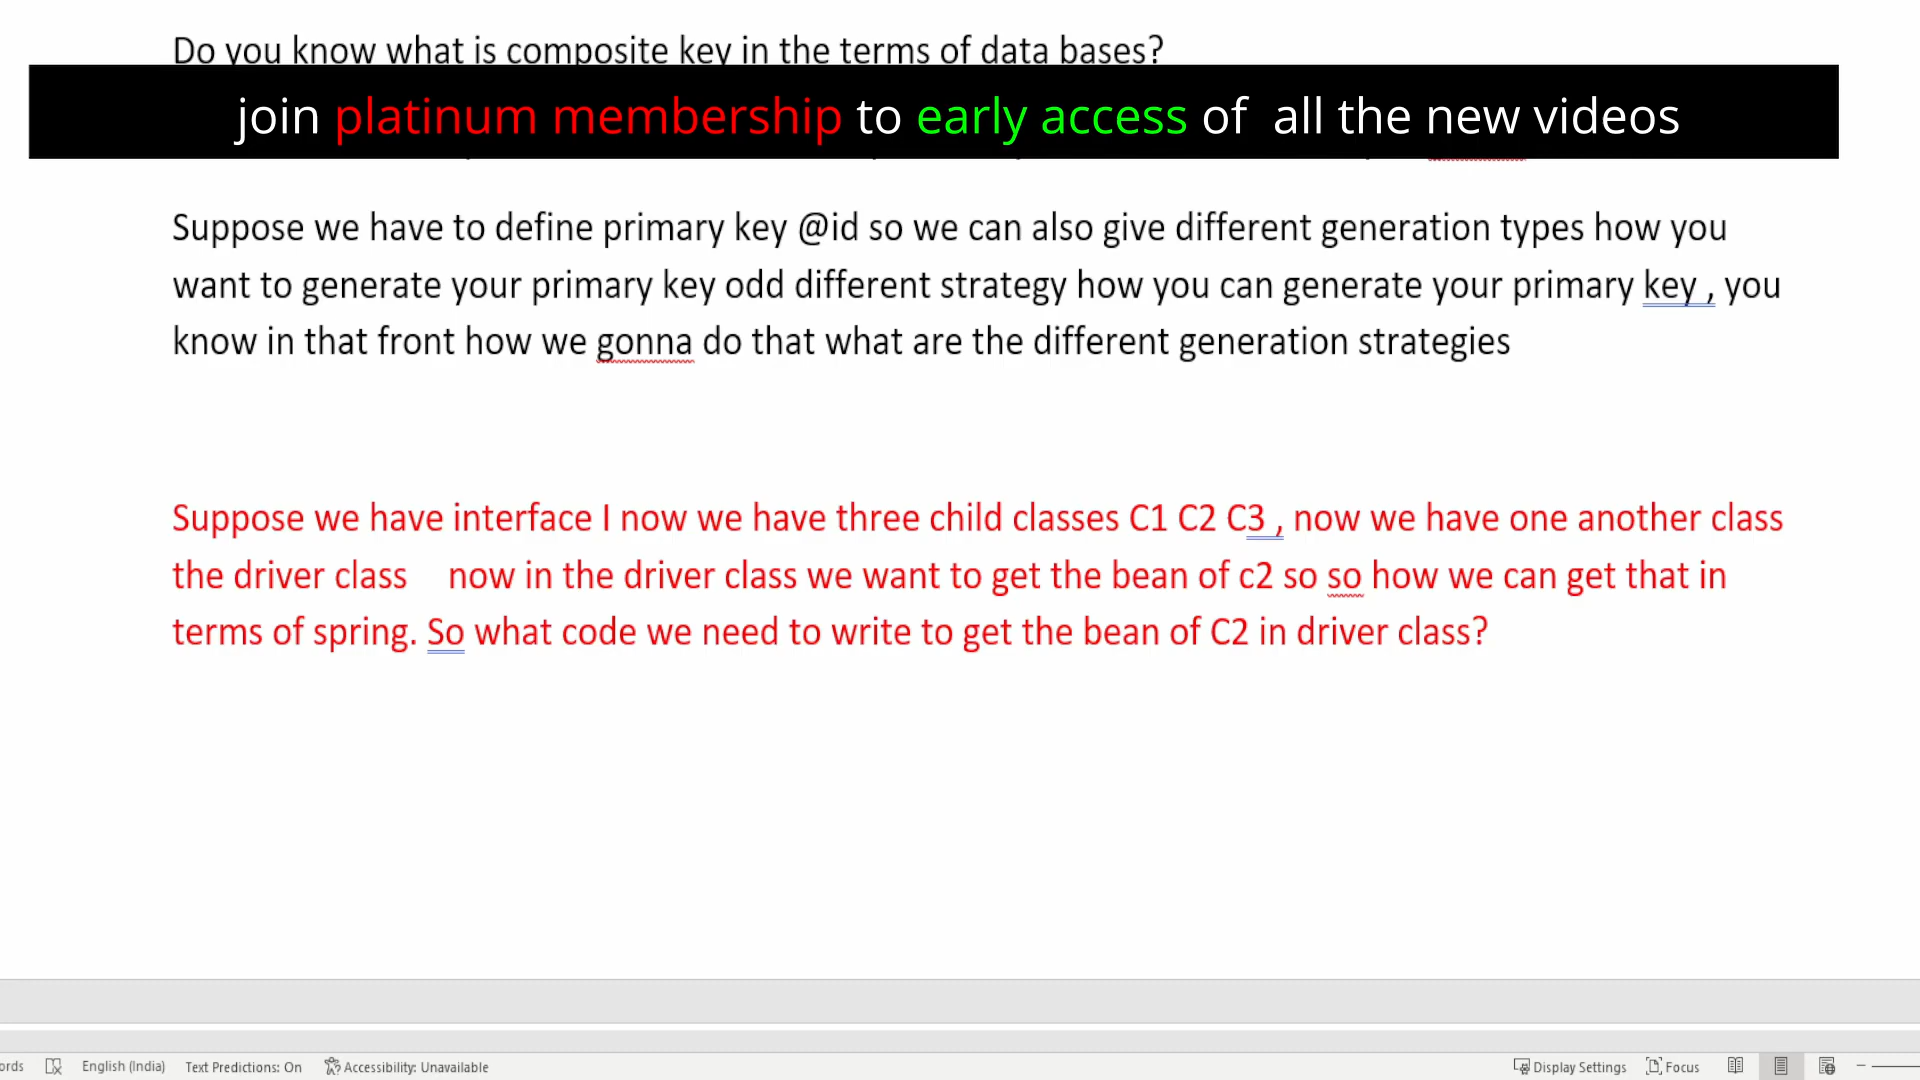 Do you know what is composite key in the terms of data bases?
join platinum membership to early access of  all the new videos
Suppose we have to define primary key @id so we can also give different generation types how you
want to generate your primary key odd different strategy how you can generate your primary key , you
know in that front how we gonna do that what are the different generation strategies
Suppose we have interface I now we have three child classes C1 C2 C3 , now we have one another class
the driver class    now in the driver class we want to get the bean of c2 so so how we can get that in
terms of spring. So what code we need to write to get the bean of C2 in driver class?
ords English (India) Text Predictions: On Accessibility: Unavailable Display Settings Focus